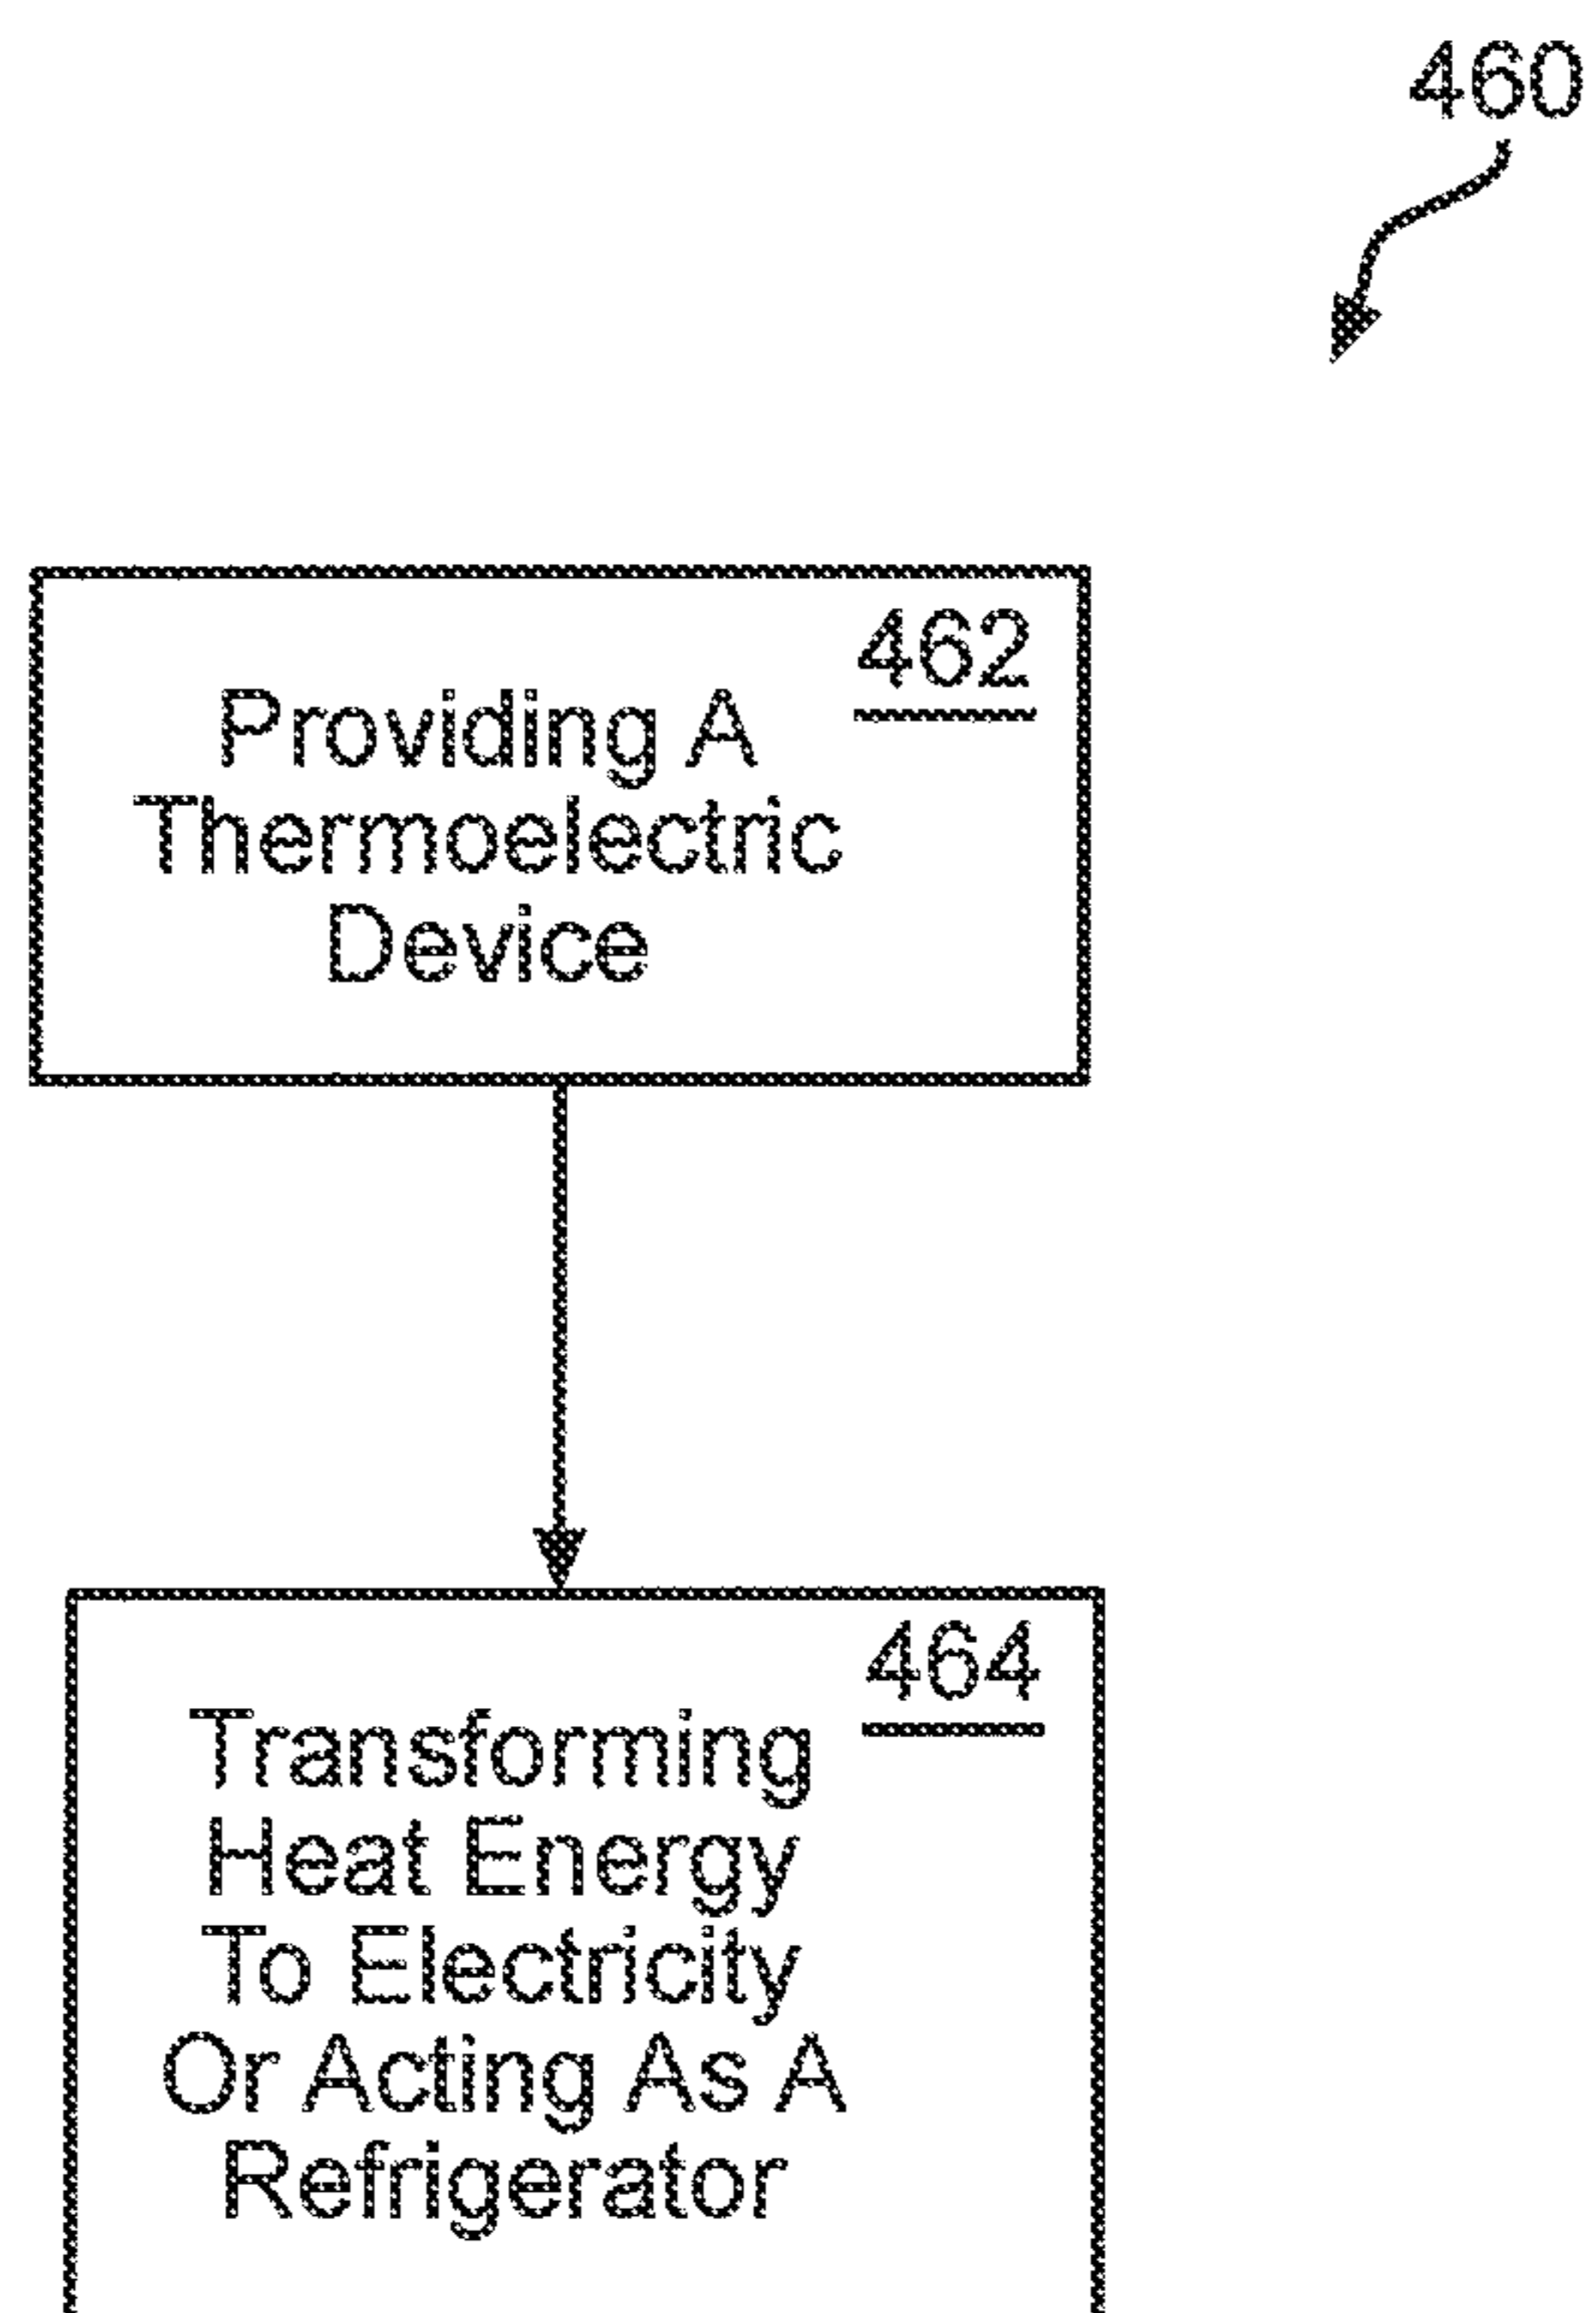 460
462
Providing A
Thermoelectric
Device
464
Transforming
Heat Energy
To Electricity
Or Acting As A
Refrigerator